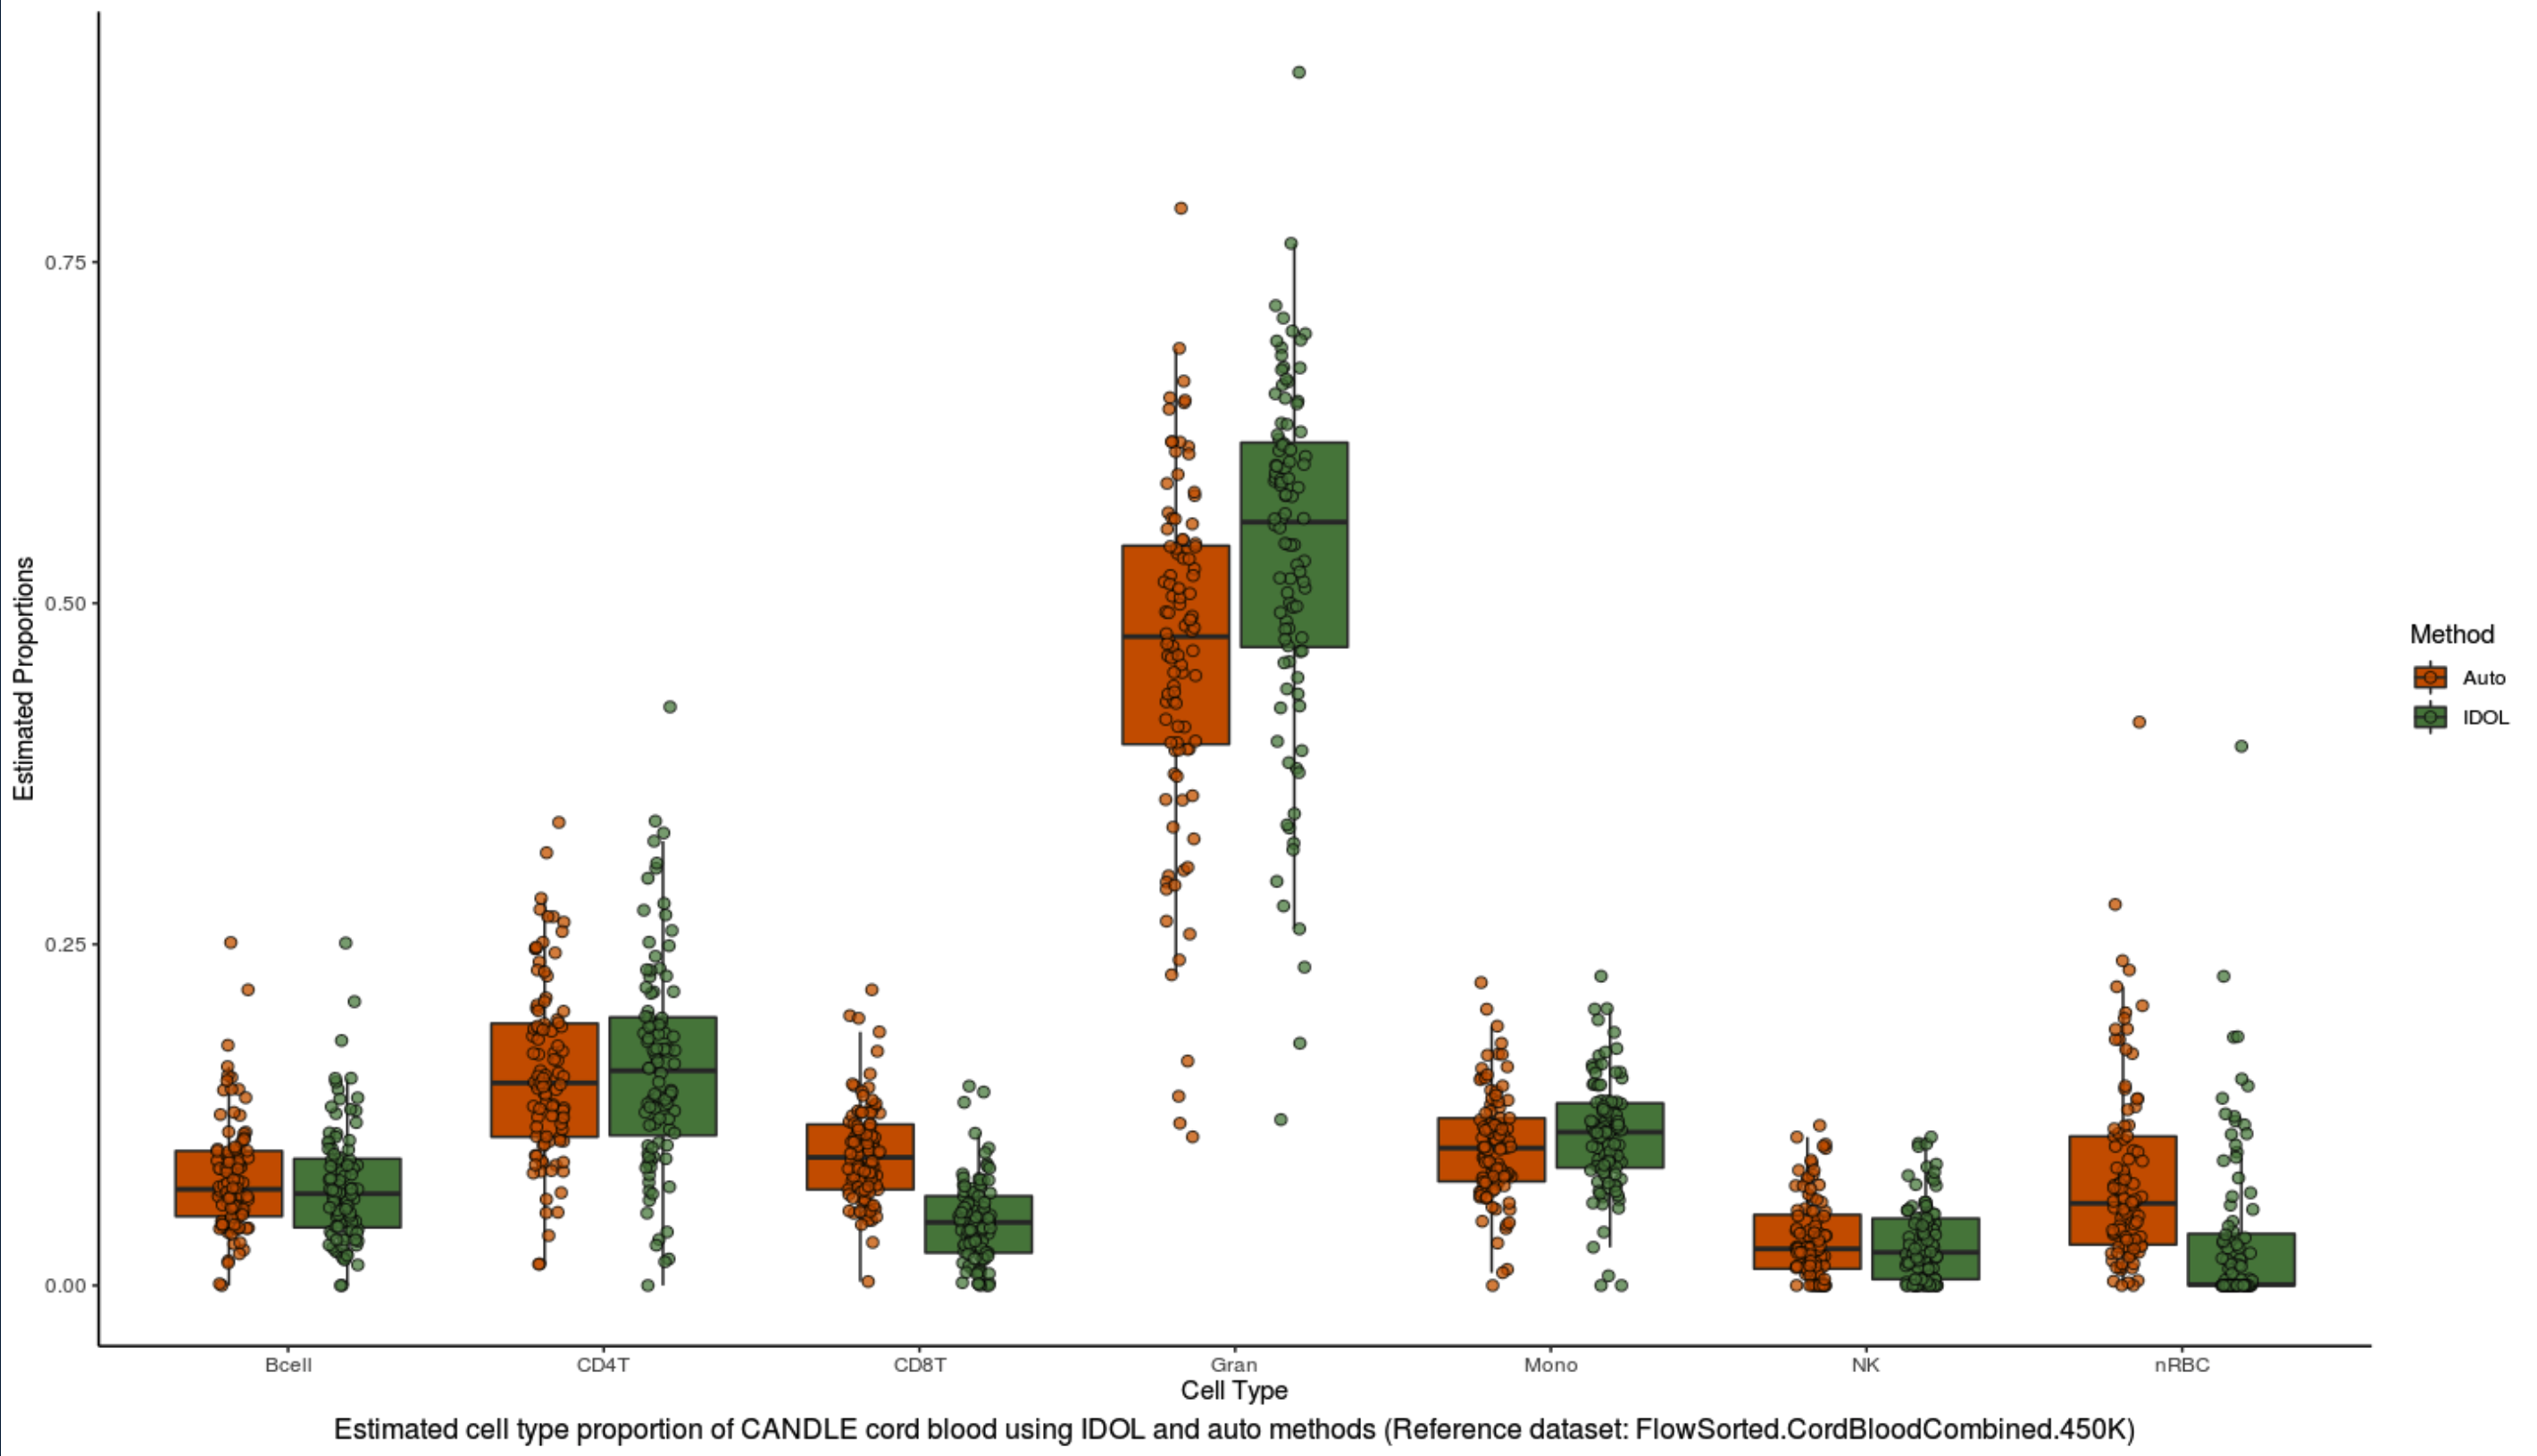 Estimated Proportions
0.75
0.50
0.25
0.00
Bcell
CD4T
CD8T
Gran
Mono
NK
nRBC
Cell Type
Method
Auto
IDOL
Estimated cell type proportion of CANDLE cord blood using IDOL and auto methods (Reference dataset: FlowSorted.CordBloodCombined.450K)